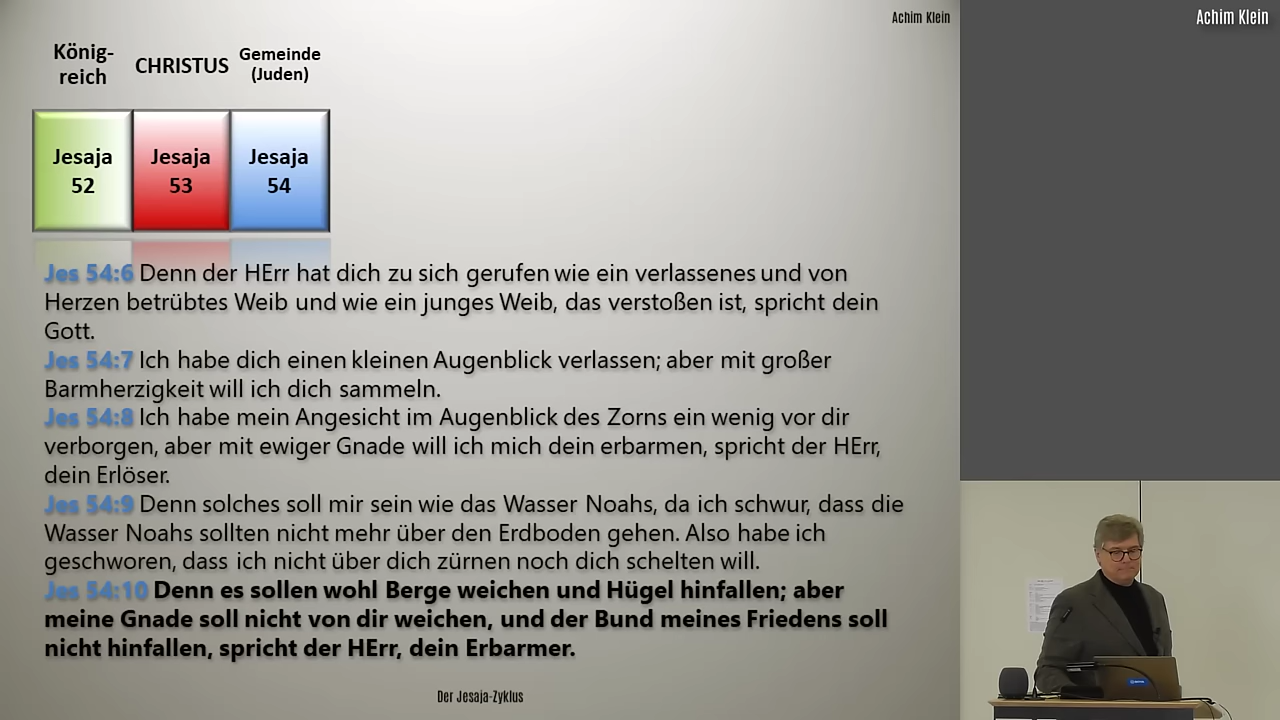 Achim Klein
Achim Klein
König-
reich
CHRISTUS
Gemeinde
(Juden)
Jesaja
52
Jesaja
53
Jesaja
54
Jes 54:6 Denn der HErr hat dich zu sich gerufen wie ein verlassenes und von
Herzen betrübtes Weib und wie ein junges Weib, das verstoßen ist, spricht dein
Gott.
Jes 54:7 Ich habe dich einen kleinen Augenblick verlassen; aber mit großer
Barmherzigkeit will ich dich sammeln.
Jes 54:8 Ich habe mein Angesicht im Augenblick des Zorns ein wenig vor dir
verborgen, aber mit ewiger Gnade will ich mich dein erbarmen, spricht der HErr,
dein Erlöser.
Jes 54:9 Denn solches soll mir sein wie das Wasser Noahs, da ich schwur, dass die
Wasser Noahs sollten nicht mehr über den Erdboden gehen. Also habe ich
geschworen, dass ich nicht über dich zürnen noch dich schelten will.
Jes 54:10 Denn es sollen wohl Berge weichen und Hügel hinfallen; aber
meine Gnade soll nicht von dir weichen, und der Bund meines Friedens soll
nicht hinfallen, spricht der HErr, dein Erbarmer.
Der Jesaja-Zyklus